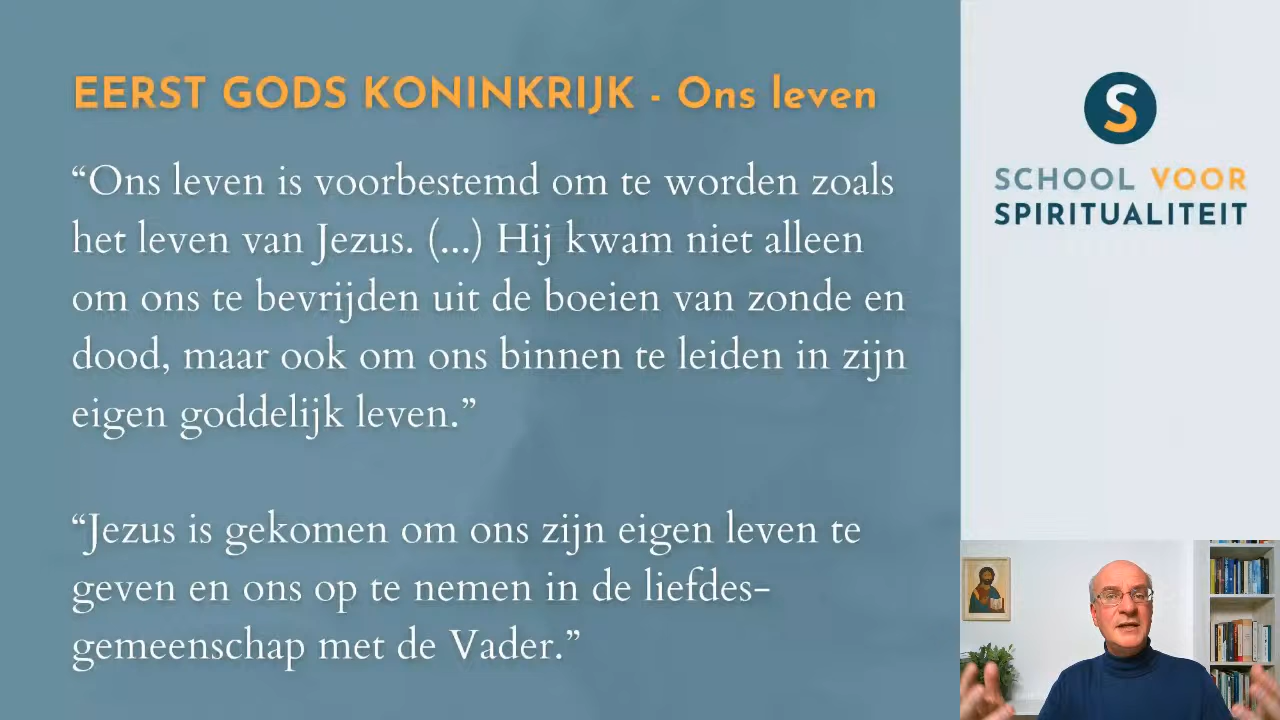 EERST GODS KONINKRIJK - Ons leven
“Ons leven is voorbestemd om te worden zoals
het leven van Jezus. (...) Hij kwam niet alleen
om ons te bevrijden uit de boeien van zonde en
dood, maar ook om ons binnen te leiden in zijn
eigen goddelijk leven.”
“Jezus is gekomen om ons zijn eigen leven te
geven en ons op te nemen in de liefdes-
gemeenschap met de Vader.”
S
SCHOOL VOOR
SPIRITUALITEIT